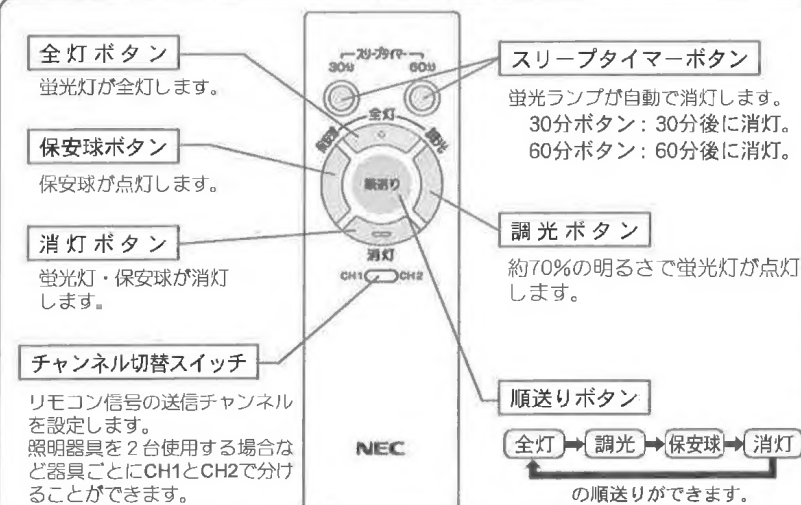 全灯ボタン
蛍光灯が全灯します。
保安球ボタン
保安球が点灯します。
消灯ボタン
蛍光灯・保安球が消灯
します。
チャンネル切替スイッチ
リモコン信号の送信チャンネル
を設定します。
照明器具を２台使用する場合な
ど器具ごとにCH1とCH2で分け
ることができます。
スリープタイマー
30分 60分
全灯
保安球 調光
順送り
消灯
CH1 CH2
NEC
スリープタイマーボタン
蛍光ランプが自動で消灯します。
30分ボタン：30分後に消灯。
60分ボタン：60分後に消灯。
調光ボタン
約70%の明るさで蛍光灯が点灯
します。
順送りボタン
全灯 調光 保安球 消灯
の順送りができます。